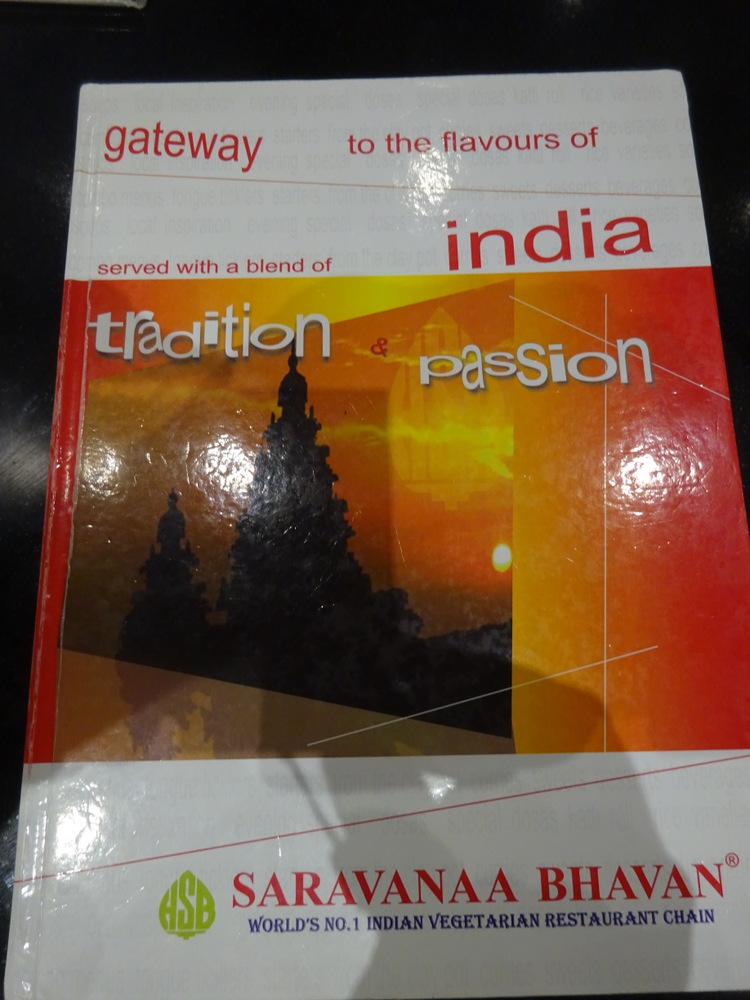 gateway to the flavours of
india
served with a blend of
tradition & passion
HSB
SARAVANAA BHAVAN®
WORLD'S NO.1 INDIAN VEGETARIAN RESTAURANT CHAIN